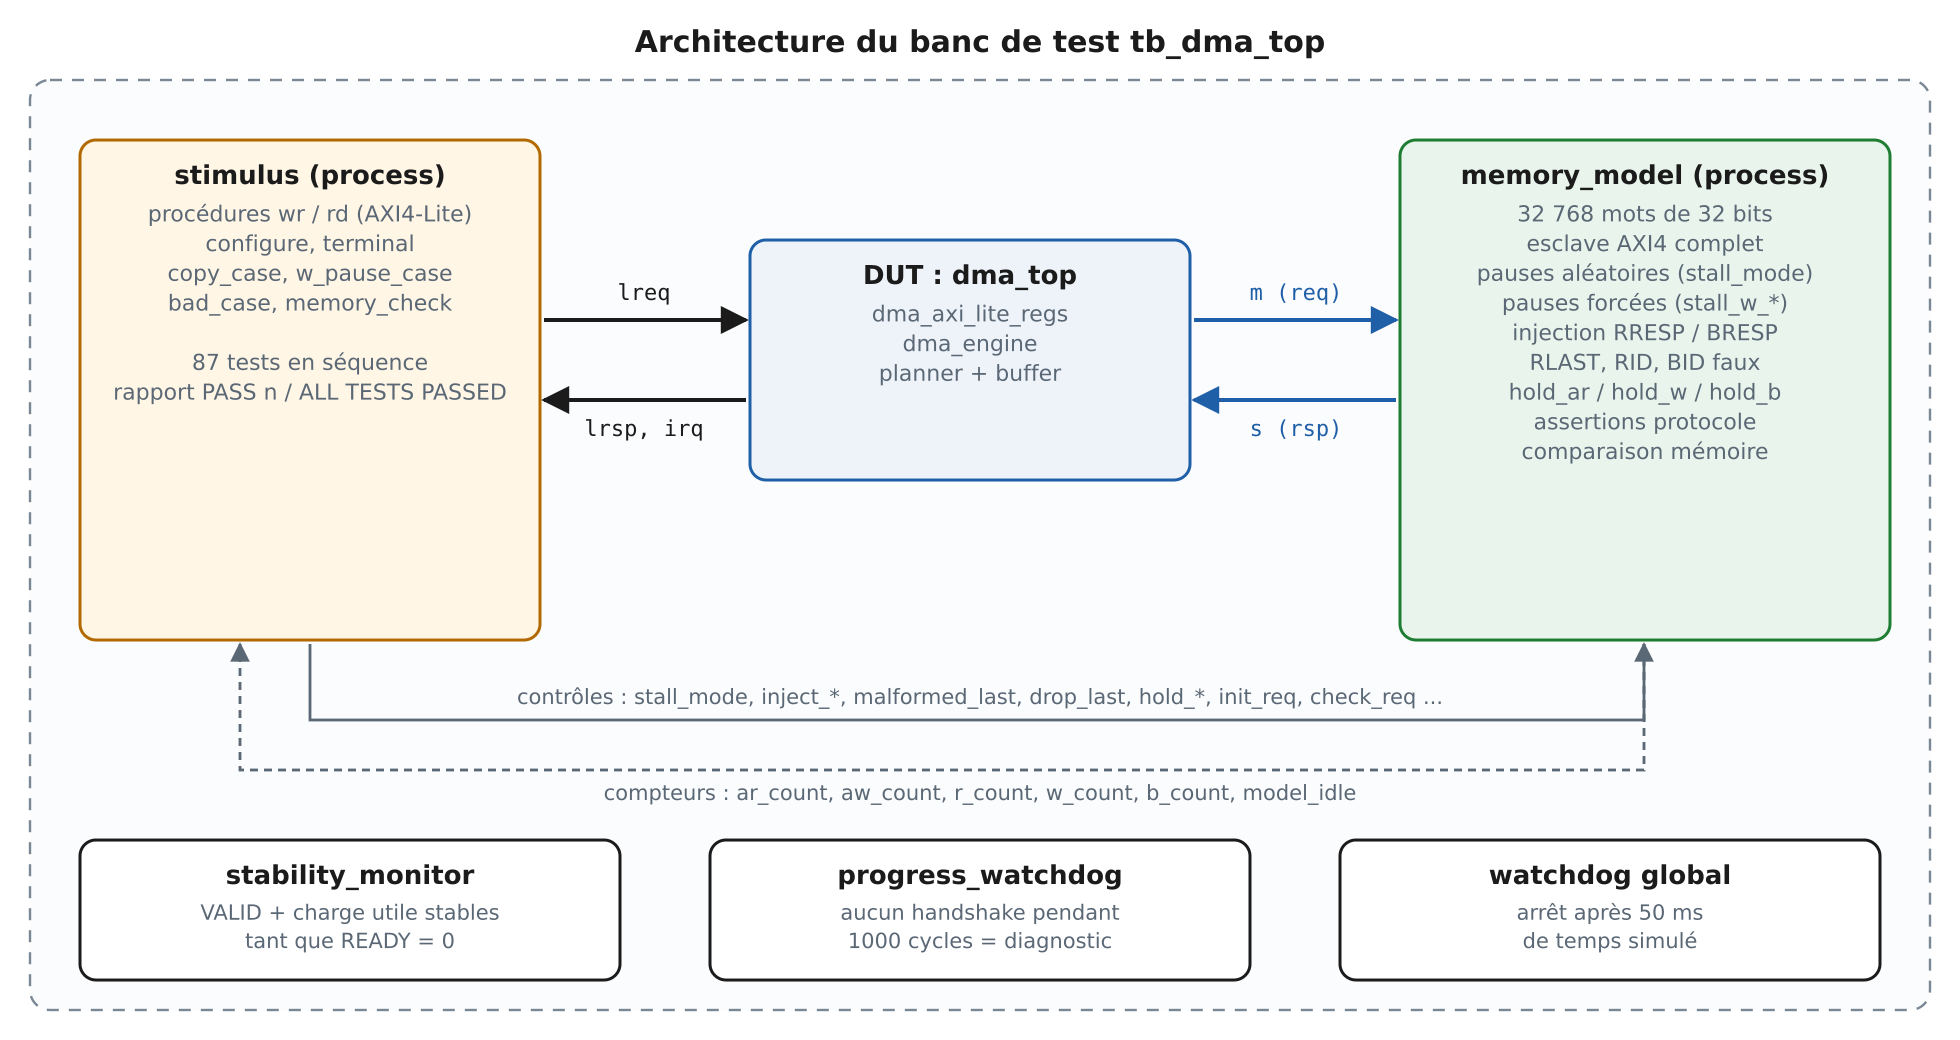 Architecture du banc de test tb_dma_top
stimulus (process)
procédures wr / rd (AXI4-Lite)
configure, terminal
copy_case, w_pause_case
bad_case, memory_check
87 tests en séquence
rapport PASS n / ALL TESTS PASSED
lreq
lrsp, irq
DUT : dma_top
dma_axi_lite_regs
dma_engine
planner + buffer
m (req)
s (rsp)
memory_model (process)
32 768 mots de 32 bits
esclave AXI4 complet
pauses aléatoires (stall_mode)
pauses forcées (stall_w_*)
injection RRESP / BRESP
RLAST, RID, BID faux
hold_ar / hold_w / hold_b
assertions protocole
comparaison mémoire
contrôles : stall_mode, inject_*, malformed_last, drop_last, hold_*, init_req, check_req ...
compteurs : ar_count, aw_count, r_count, w_count, b_count, model_idle
stability_monitor
VALID + charge utile stables
tant que READY = 0
progress_watchdog
aucun handshake pendant
1000 cycles = diagnostic
watchdog global
arrêt après 50 ms
de temps simulé